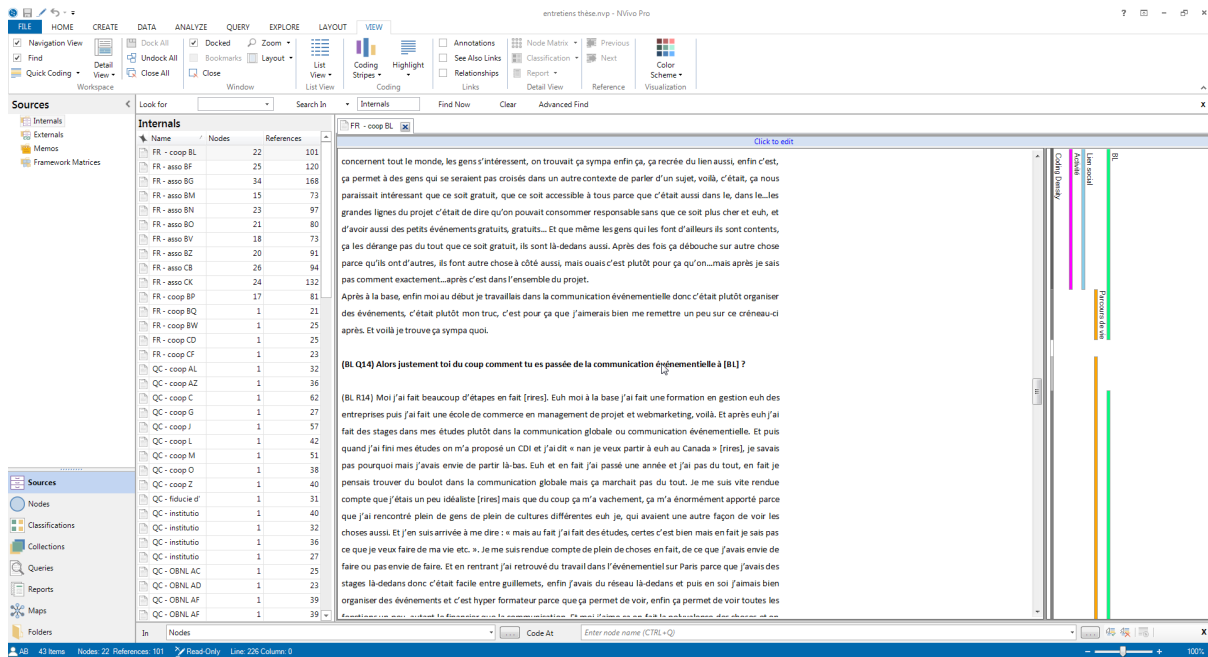 entretiens thèse.nvp - NVivo Pro
FILE HOME CREATE DATA ANALYZE QUERY EXPLORE LAYOUT VIEW
Navigation View
Find
Quick Coding
Detail View
Workspace
Dock All
Undock All
Close All
Docked
Bookmarks
Close
Zoom
Layout
Window
List View
List View
Coding Stripes
Highlight
Coding
Annotations
See Also Links
Relationships
Links
Node Matrix
Classification
Report
Detail View
Previous
Next
Reference
Color Scheme
Visualization
Sources
Look for Search In Internals Find Now Clear Advanced Find x
Internals
Externals
Memos
Framework Matrices
Sources
Nodes
Classifications
Collections
Queries
Reports
Maps
Folders
Internals
Name Nodes References
FR - coop BL 22 101
FR - asso BF 25 120
FR - asso BG 34 168
FR - asso BM 15 73
FR - asso BN 23 97
FR - asso BO 21 80
FR - asso BV 18 73
FR - asso BZ 20 91
FR - asso CB 26 94
FR - asso CK 24 132
FR - coop BP 17 81
FR - coop BQ 1 21
FR - coop BW 1 25
FR - coop CD 1 25
FR - coop CF 1 23
QC - coop AL 1 32
QC - coop AZ 1 36
QC - coop C 1 62
QC - coop G 1 27
QC - coop J 1 57
QC - coop L 1 42
QC - coop M 1 51
QC - coop O 1 38
QC - coop Z 1 40
QC - fiducie d' 1 31
QC - institutio 1 40
QC - institutio 1 32
QC - institutio 1 36
QC - institutio 1 27
QC - OBNL AC 1 25
QC - OBNL AD 1 23
QC - OBNL AF 1 39
QC - OBNL AF 1 39
FR - coop BL
Click to edit
concernent tout le monde, les gens s'intéressent, on trouvait ça sympa enfin ça, ça recrée du lien aussi, enfin c'est,
ça permet à des gens qui se seraient pas croisés dans un autre contexte de parler d'un sujet, voilà, c'était, ça nous
paraissait intéressant que ce soit gratuit, que ce soit accessible à tous parce que c'était aussi dans le, dans le...les
grandes lignes du projet c'était de dire qu'on pouvait consommer responsable sans que ce soit plus cher et euh, et
d'avoir aussi des petits événements gratuits, gratuits... Et que même les gens qui les font d'ailleurs ils sont contents,
ça les dérange pas du tout que ce soit gratuit, ils sont là-dedans aussi. Après des fois ça débouche sur autre chose
parce qu'ils ont d'autres, ils font autre chose à côté aussi, mais ouais c'est plutôt pour ça qu'on...mais après je sais
pas comment exactement...après c'est dans l'ensemble du projet.
Après à la base, enfin moi au début je travaillais dans la communication événementielle donc c'était plutôt organiser
des événements, c'était plutôt mon truc, c'est pour ça que j'aimerais bien me remettre un peu sur ce créneau-ci
après. Et voilà je trouve ça sympa quoi.
(BL Q14) Alors justement toi du coup comment tu es passée de la communication événementielle à [BL] ?
(BL R14) Moi j'ai fait beaucoup d'étapes en fait [rires]. Euh moi à la base j'ai fait une formation en gestion euh des
entreprises puis j'ai fait une école de commerce en management de projet et webmarketing, voilà. Et après euh j'ai
fait des stages dans mes études plutôt dans la communication globale ou communication événementielle. Et puis
quand j'ai fini mes études on m'a proposé un CDI et j'ai dit « nan je veux partir à euh au Canada » [rires], je savais
pas pourquoi mais j'avais envie de partir là-bas. Euh et en fait j'ai passé une année et j'ai pas du tout, en fait je
pensais trouver du boulot dans la communication globale mais ça marchait pas du tout. Je me suis vite rendue
compte que j'étais un peu idéaliste [rires] mais que du coup ça m'a vachement, ça m'a énormément apporté parce
que j'ai rencontré plein de gens de plein de cultures différentes euh je, qui avaient une autre façon de voir les
choses aussi. Et j'en suis arrivée à me dire : « mais au fait j'ai fait des études, certes c'est bien mais en fait je sais pas
ce que je veux faire de ma vie etc. ». Je me suis rendue compte de plein de choses en fait, de ce que j'avais envie de
faire ou pas envie de faire. Et en rentrant j'ai retrouvé du travail dans l'événementiel sur Paris parce que j'avais des
stages là-dedans donc c'était facile entre guillemets, enfin j'avais du réseau là-dedans et puis en soi j'aimais bien
organiser des événements et c'est hyper formateur parce que ça permet de voir, enfin ça permet de voir toutes les
Coding Density
Activité
Lien social
Parcours de vie
BL
In Nodes Code At Enter node name (CTRL+Q) x
AB 43 Items Nodes: 22 References: 101 Read-Only Line: 226 Column: 0 100%